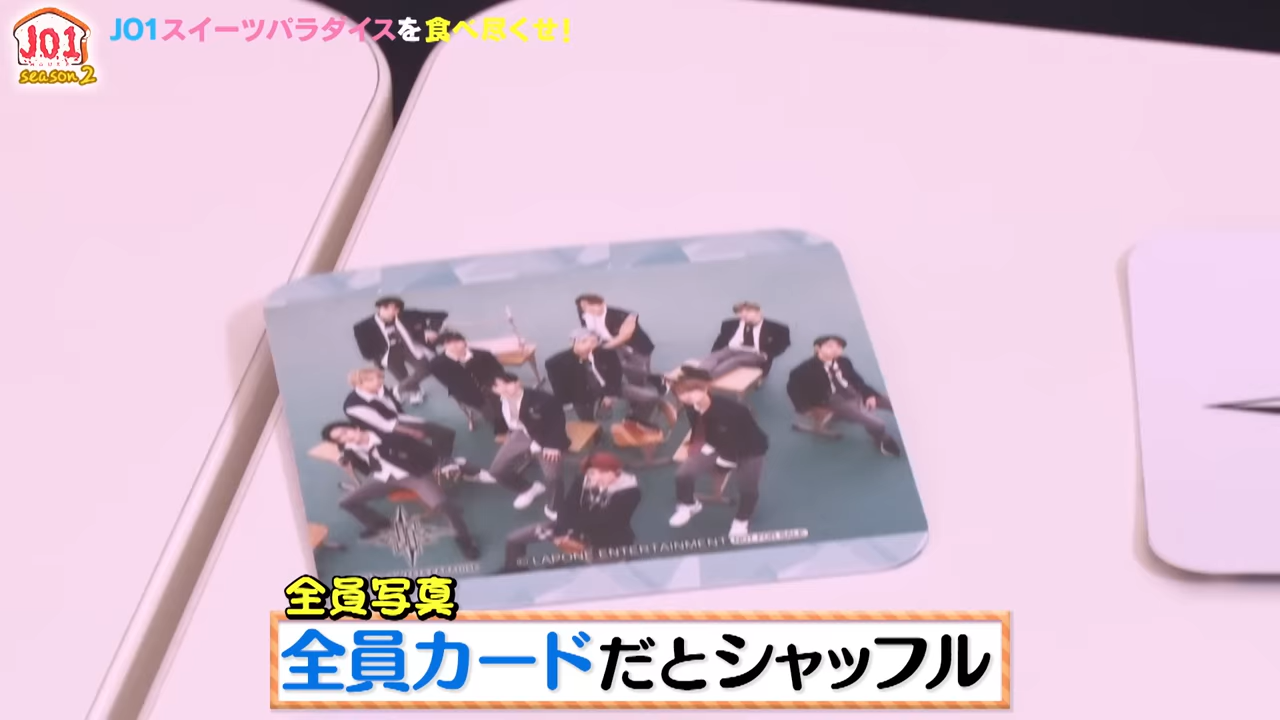 JO1
season2
JO1スイーツパラダイスを食べ尽くせ!
© LAPONE ENTERTAINMENT NOT FOR SALE
全員写真
全員カードだとシャッフル